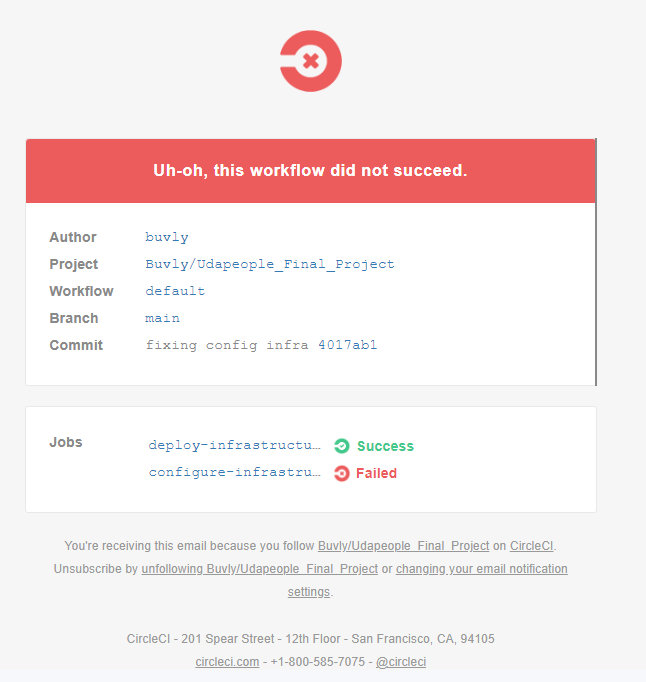 Uh-oh, this workflow did not succeed.
Author buvly
Project Buvly/Udapeople_Final_Project
Workflow default
Branch main
Commit fixing config infra 4017ab1
Jobs deploy-infrastructu… Success
configure-infrastru… Failed
You're receiving this email because you follow Buvly/Udapeople_Final_Project on CircleCI.
Unsubscribe by unfollowing Buvly/Udapeople_Final_Project or changing your email notification
settings.
CircleCI - 201 Spear Street - 12th Floor - San Francisco, CA, 94105
circleci.com - +1-800-585-7075 - @circleci